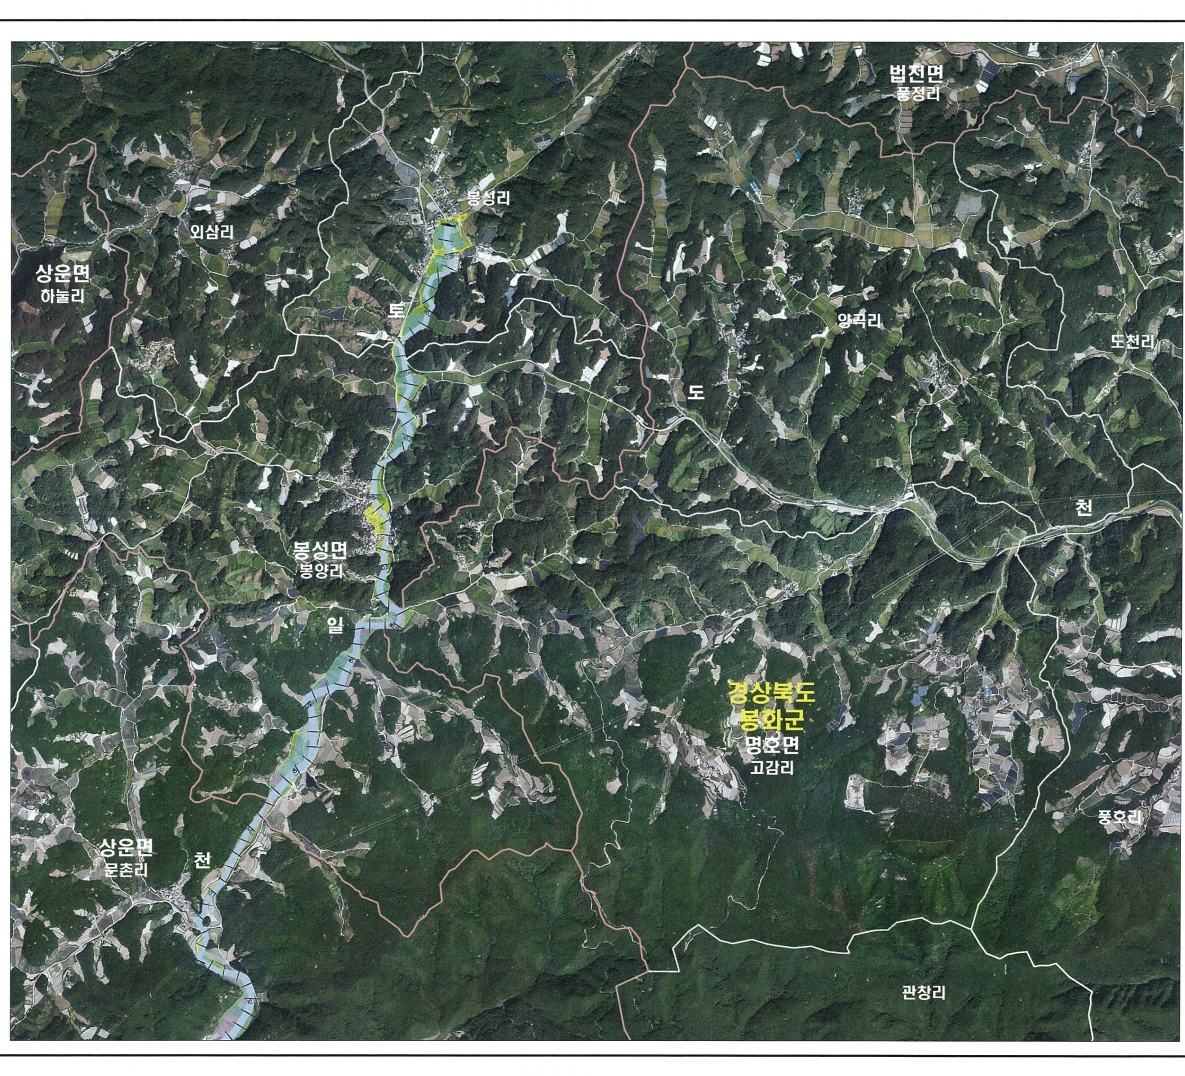 법전면
풍정리
봉성리
외삼리
상운면
하눌리
토
양곡리
도천리
도
천
봉성면
봉양리
일
경상북도
봉화군
명호면
고감리
풍호리
상운면
문촌리
천
관창리